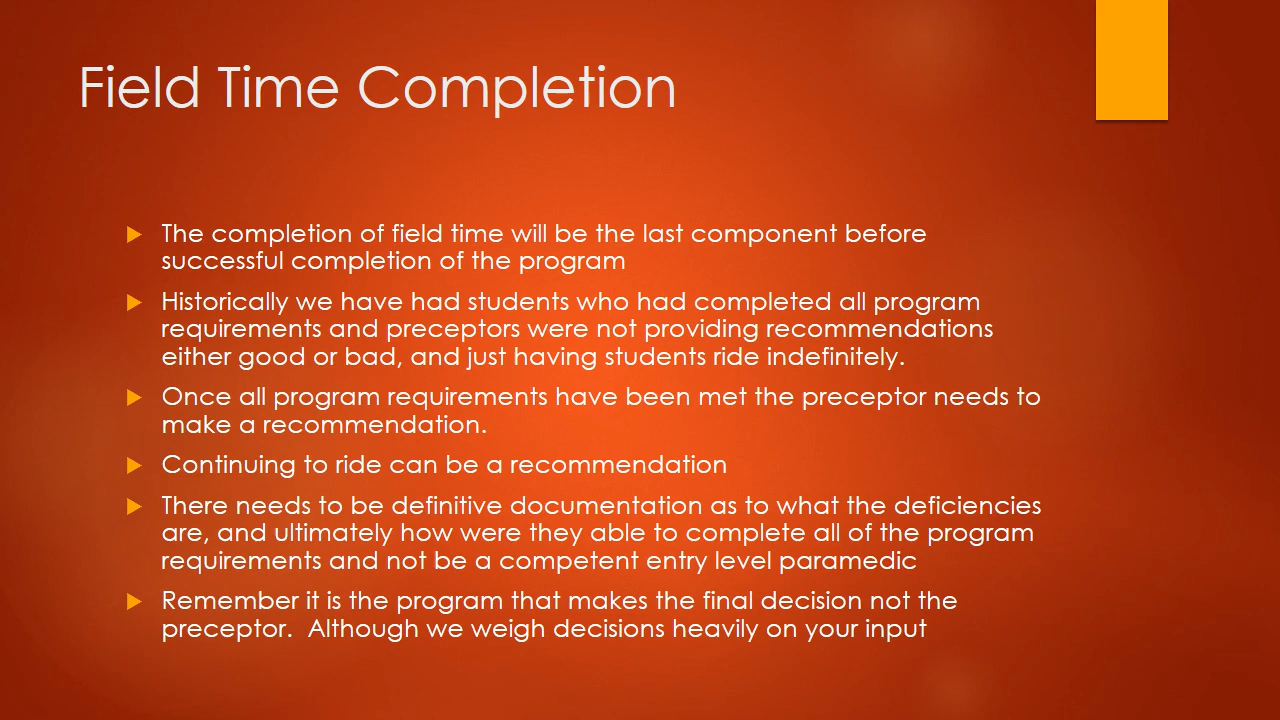 Field Time Completion
The completion of field time will be the last component before
successful completion of the program
Historically we have had students who had completed all program
requirements and preceptors were not providing recommendations
either good or bad, and just having students ride indefinitely.
Once all program requirements have been met the preceptor needs to
make a recommendation.
Continuing to ride can be a recommendation
There needs to be definitive documentation as to what the deficiencies
are, and ultimately how were they able to complete all of the program
requirements and not be a competent entry level paramedic
Remember it is the program that makes the final decision not the
preceptor.  Although we weigh decisions heavily on your input